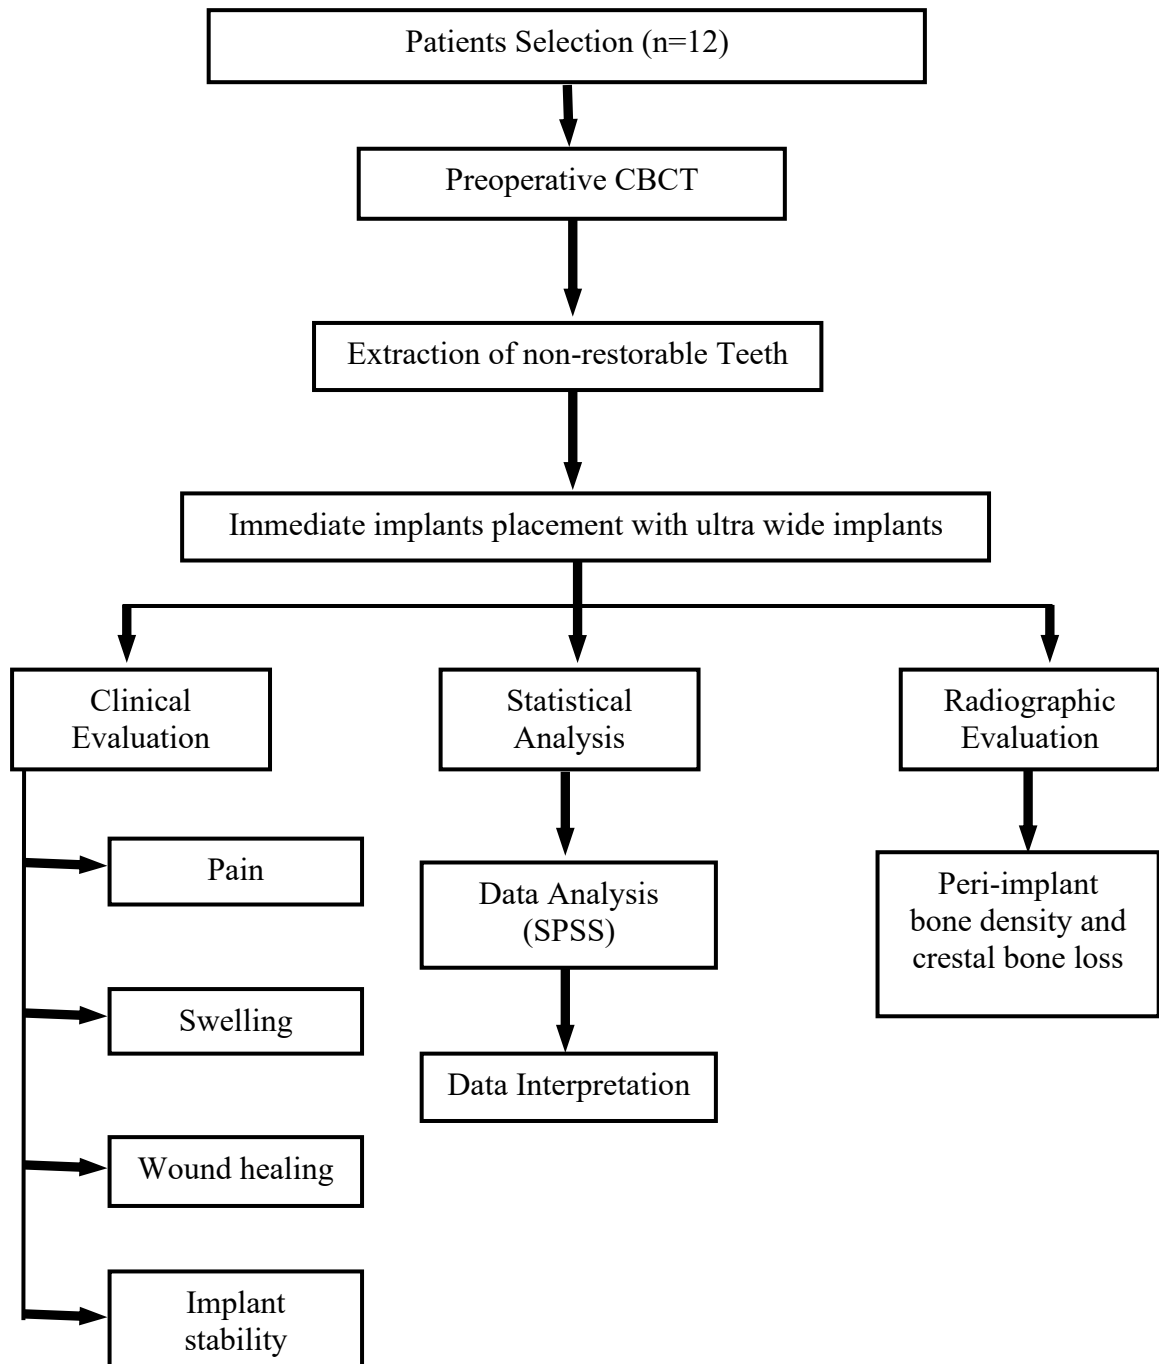 Patients Selection (n=12)
Preoperative CBCT
Extraction of non-restorable Teeth
Immediate implants placement with ultra wide implants
Clinical
Evaluation
Pain
Swelling
Wound healing
Implant
stability
Statistical
Analysis
Data Analysis
(SPSS)
Data Interpretation
Radiographic
Evaluation
Peri-implant
bone density and
crestal bone loss